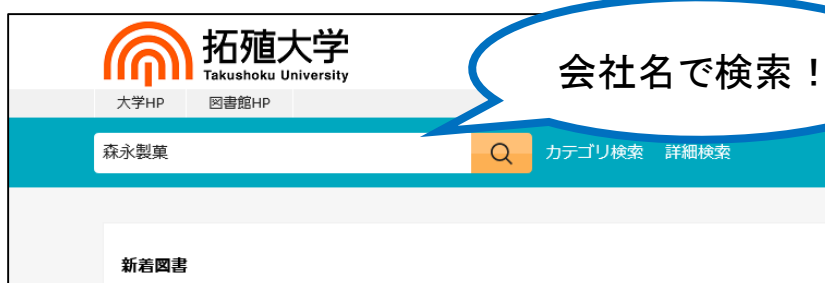 拓殖大学
Takushoku University
会社名で検索！
大学HP 図書館HP
森永製菓
カテゴリ検索 詳細検索
新着図書